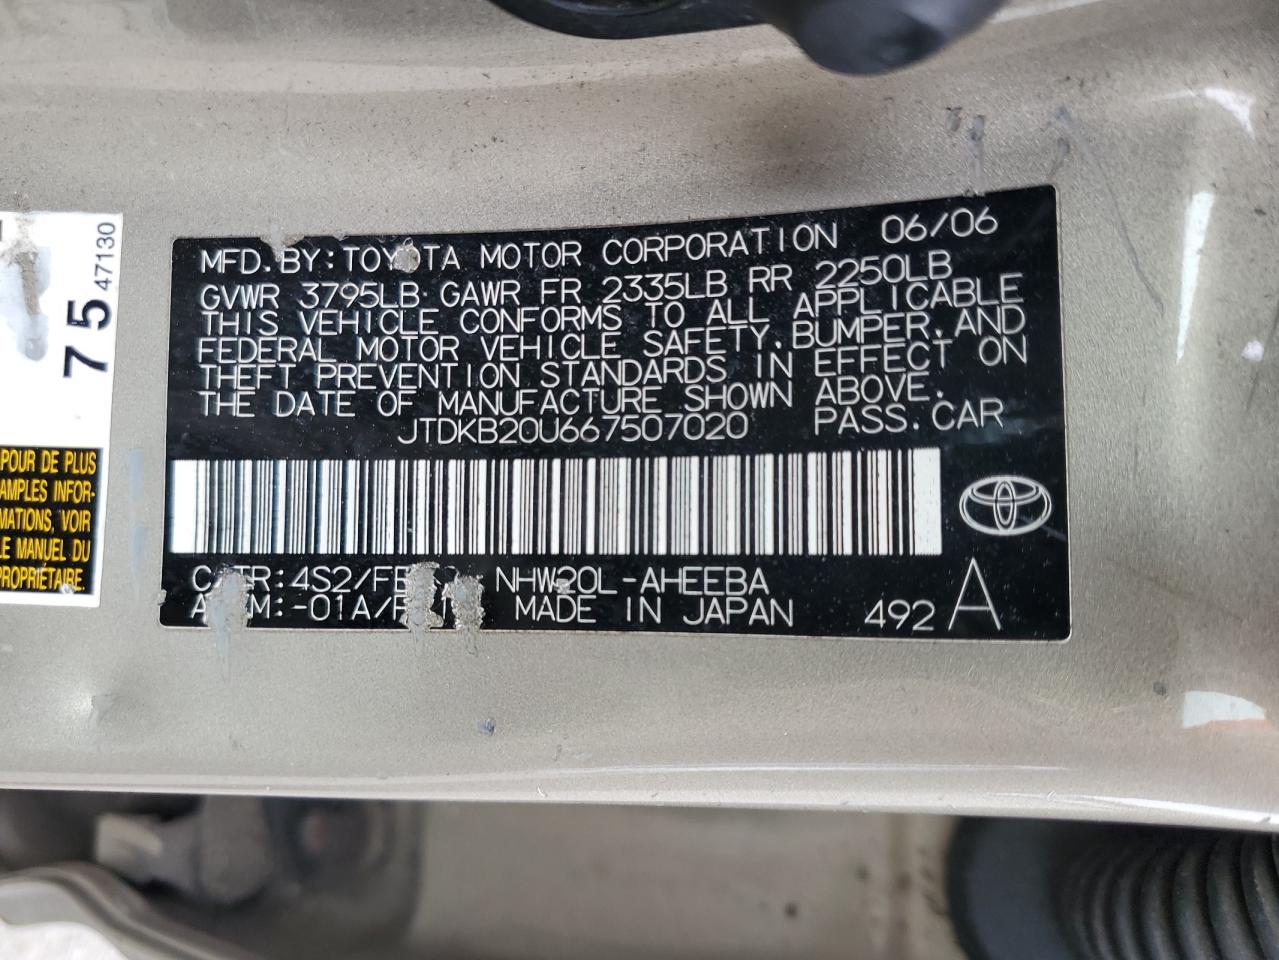 MFD.BY:TOYOTA MOTOR CORPORATION 06/06
GVWR 3795LB GAWR FR 2335LB RR 2250LB
THIS VEHICLE CONFORMS TO ALL APPLICABLE
FEDERAL MOTOR VEHICLE SAFETY,BUMPER,AND
THEFT PREVENTION STANDARDS IN EFFECT ON
THE DATE OF MANUFACTURE SHOWN ABOVE.
JTDKB20U667507020 PASS.CAR
NHW20L-AHEEBA
MADE IN JAPAN 492 A
75 47130
POUR DE PLUS
AMPLES INFOR-
MATIONS, VOIR
LE MANUEL DU
PROPRIÉTAIRE.